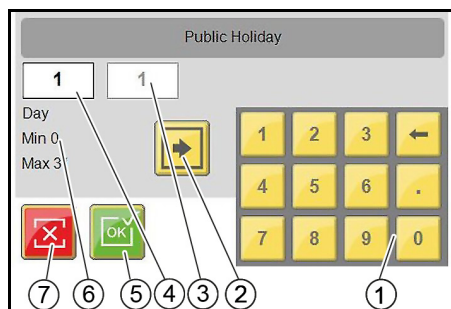 Public Holiday
1 1
Day
Min 0
Max 3
1 2 3 ←
4 5 6 .
7 8 9 0
OK
7 6 5 4 3 2 1